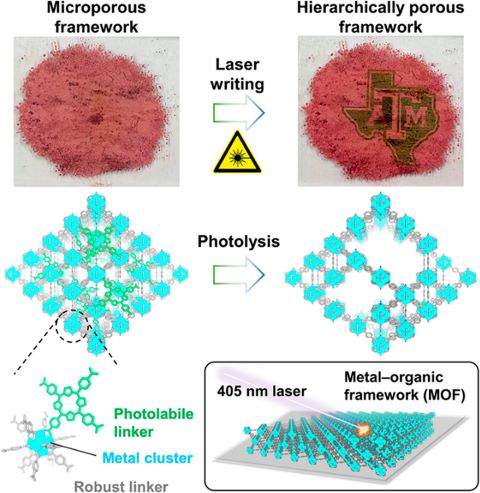 Microporous
framework
Hierarchically porous
framework
Laser
writing
A T M
Photolysis
Photolabile
linker
Metal cluster
Robust linker
405 nm laser
Metal–organic
framework (MOF)